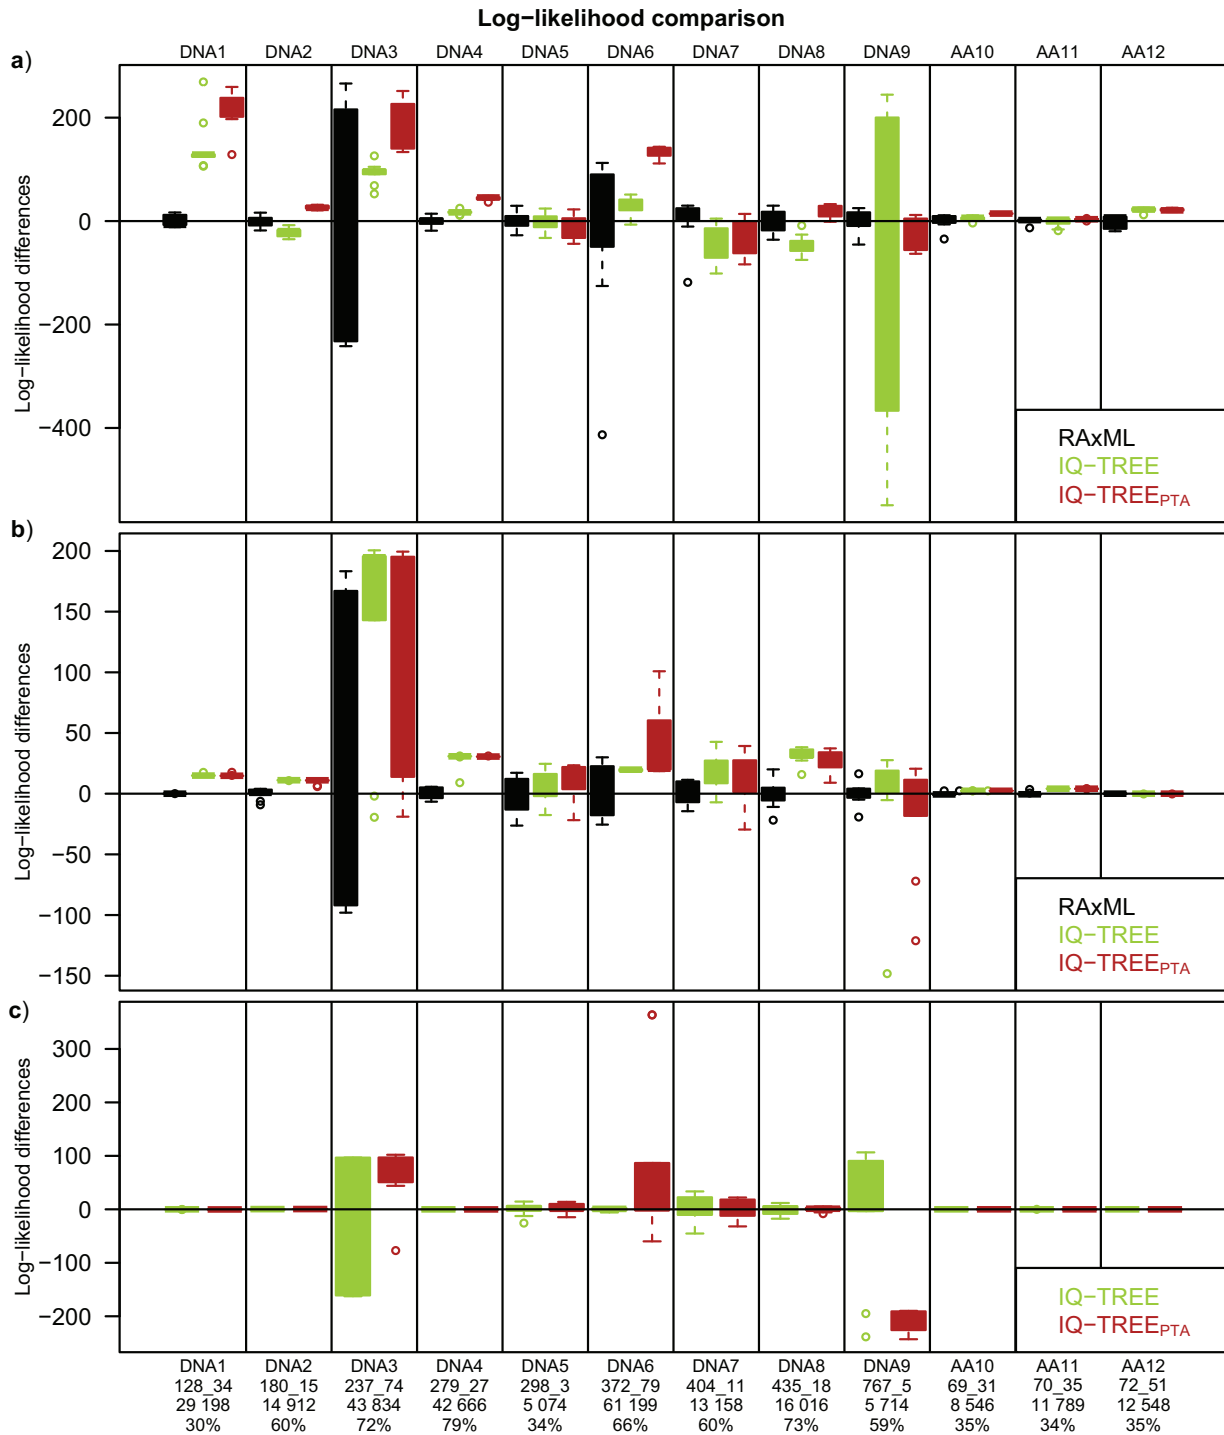 Log−likelihood comparison
a)
DNA1 DNA2 DNA3 DNA4 DNA5 DNA6 DNA7 DNA8 DNA9 AA10 AA11 AA12
Log−likelihood differences
200
0
−200
−400
RAxML
IQ−TREE
IQ−TREEPTA
b)
Log−likelihood differences
200
150
100
50
0
−50
−100
−150
RAxML
IQ−TREE
IQ−TREEPTA
c)
Log−likelihood differences
300
200
100
0
−100
−200
IQ−TREE
IQ−TREEPTA
DNA1 DNA2 DNA3 DNA4 DNA5 DNA6 DNA7 DNA8 DNA9 AA10 AA11 AA12
128_34 180_15 237_74 279_27 298_3 372_79 404_11 435_18 767_5 69_31 70_35 72_51
29 198 14 912 43 834 42 666 5 074 61 199 13 158 16 016 5 714 8 546 11 789 12 548
30% 60% 72% 79% 34% 66% 60% 73% 59% 35% 34% 35%